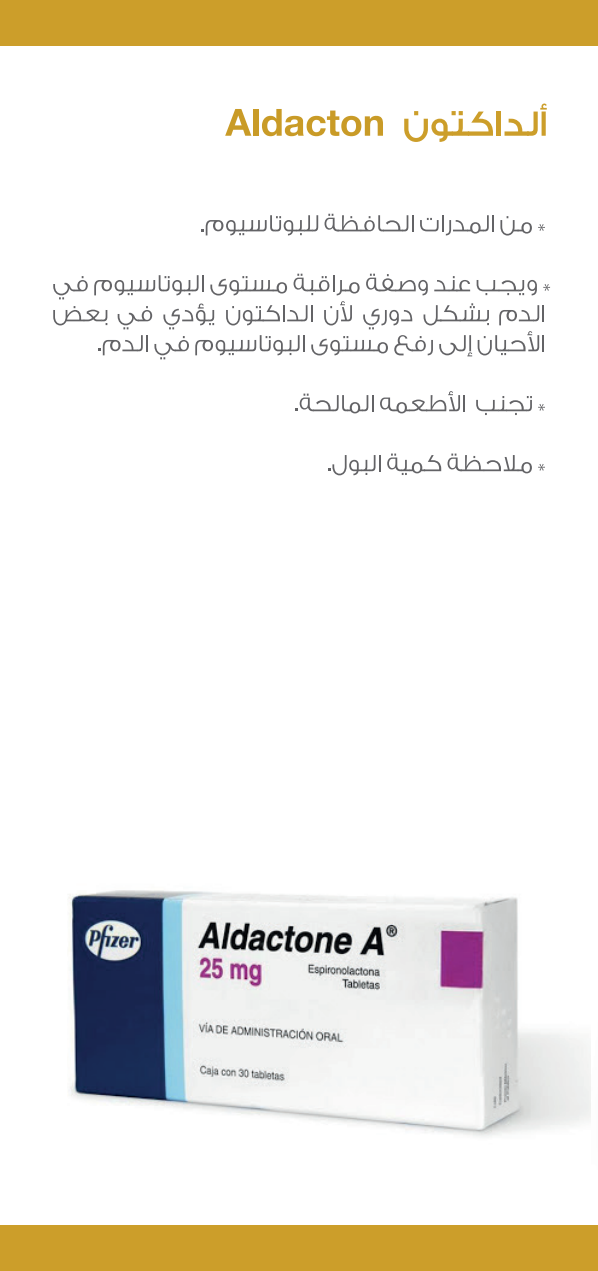 ألداكتون Aldacton
* من المدرات الحافظة للبوتاسيوم.
* ويجب عند وصفة مراقبة مستوى البوتاسيوم في
الدم بشكل دوري لأن الداكتون يؤدي في بعض
الأحيان إلى رفع مستوى البوتاسيوم في الدم.
* تجنب الأطعمه المالحة.
* ملاحظة كمية البول.
Pfizer
Aldactone A®
25 mg
Espironolactona
Tabletas
VÍA DE ADMINISTRACIÓN ORAL
Caja con 30 tabletas